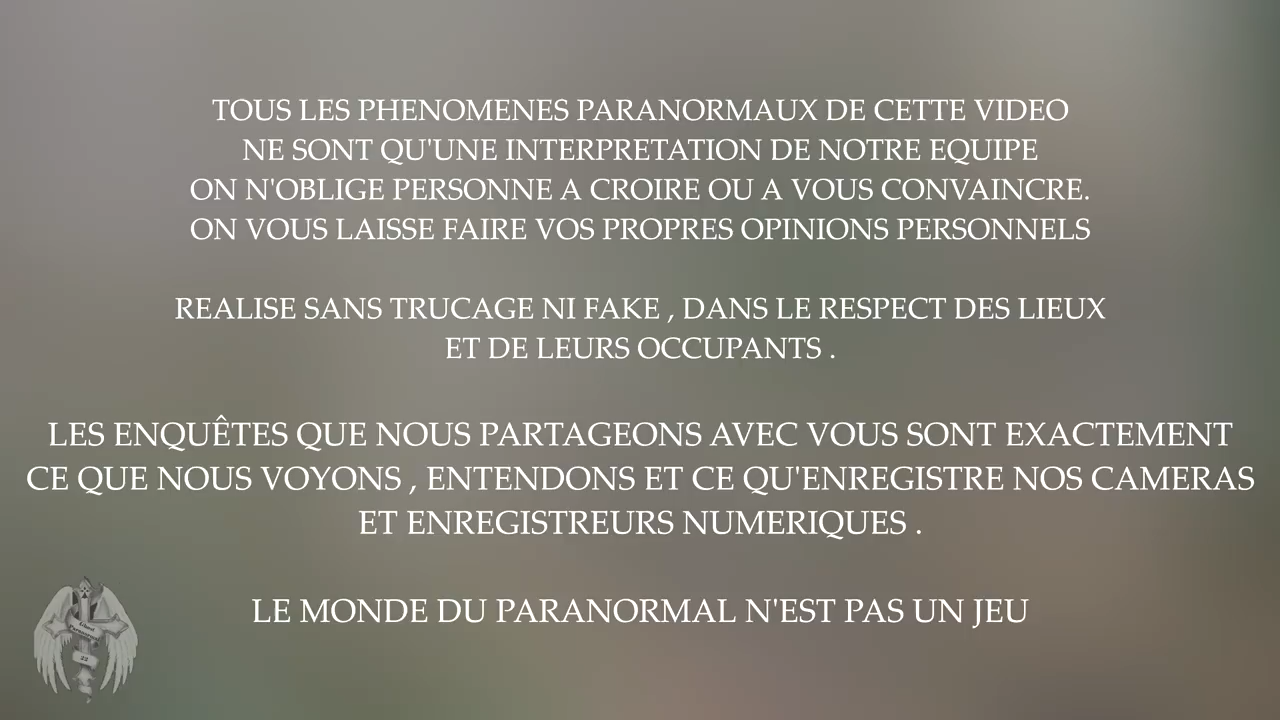 TOUS LES PHENOMENES PARANORMAUX DE CETTE VIDEO
NE SONT QU'UNE INTERPRETATION DE NOTRE EQUIPE
ON N'OBLIGE PERSONNE A CROIRE OU A VOUS CONVAINCRE.
ON VOUS LAISSE FAIRE VOS PROPRES OPINIONS PERSONNELS
REALISE SANS TRUCAGE NI FAKE , DANS LE RESPECT DES LIEUX
ET DE LEURS OCCUPANTS .
LES ENQUÊTES QUE NOUS PARTAGEONS AVEC VOUS SONT EXACTEMENT
CE QUE NOUS VOYONS , ENTENDONS ET CE QU'ENREGISTRE NOS CAMERAS
ET ENREGISTREURS NUMERIQUES .
LE MONDE DU PARANORMAL N'EST PAS UN JEU